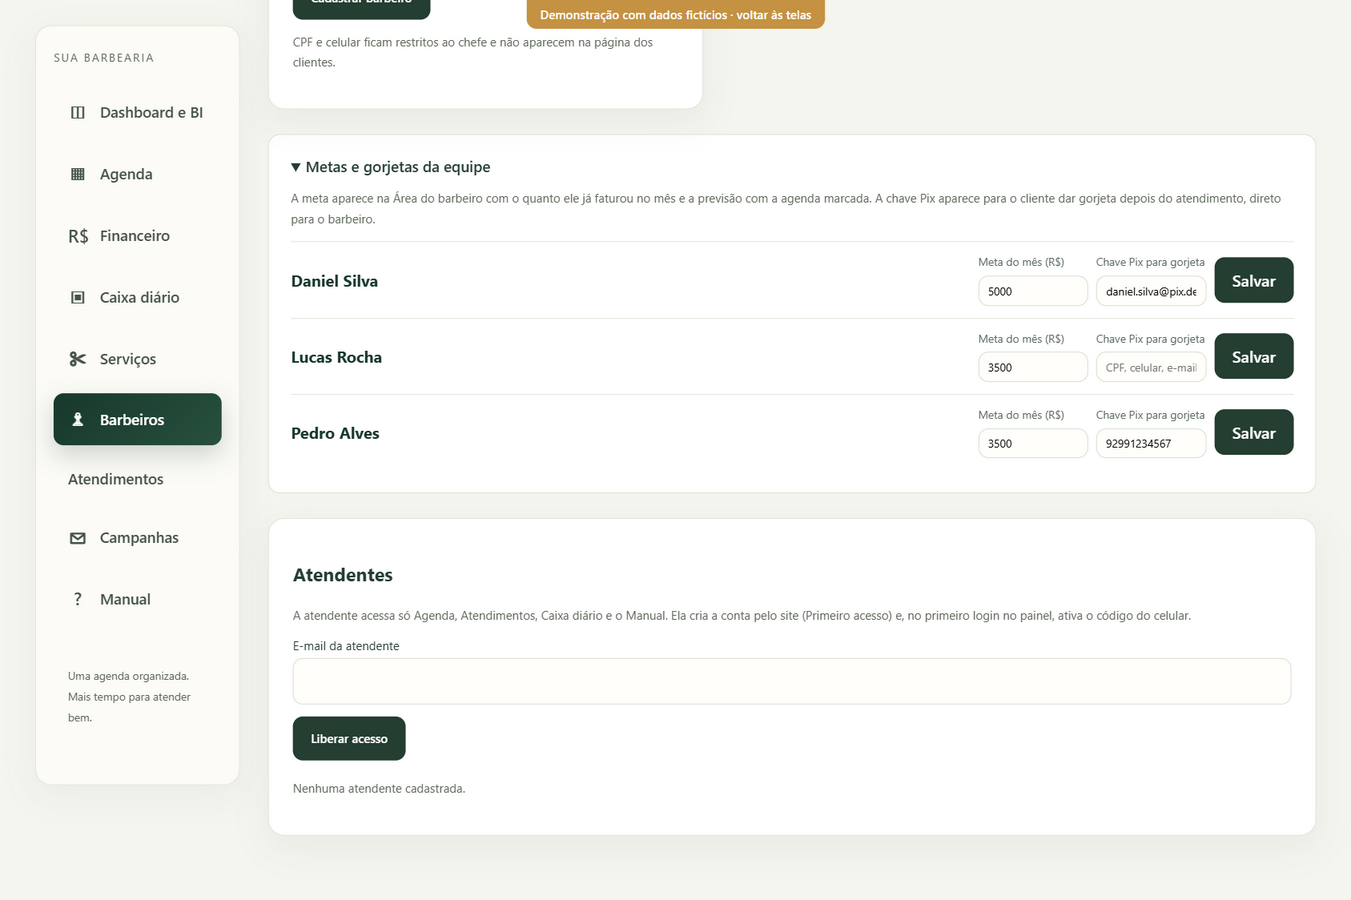 Cadastrar barbeiro
Demonstração com dados fictícios · voltar às telas
CPF e celular ficam restritos ao chefe e não aparecem na página dos
clientes.
SUA BARBEARIA
Dashboard e BI
Agenda
R$ Financeiro
Caixa diário
Serviços
Barbeiros
Atendimentos
Campanhas
? Manual
Uma agenda organizada.
Mais tempo para atender
bem.
▼ Metas e gorjetas da equipe
A meta aparece na Área do barbeiro com o quanto ele já faturou no mês e a previsão com a agenda marcada. A chave Pix aparece para o cliente dar gorjeta depois do atendimento, direto
para o barbeiro.
Daniel Silva
Meta do mês (R$)
5000
Chave Pix para gorjeta
daniel.silva@pix.de
Salvar
Lucas Rocha
Meta do mês (R$)
3500
Chave Pix para gorjeta
CPF, celular, e-mail
Salvar
Pedro Alves
Meta do mês (R$)
3500
Chave Pix para gorjeta
92991234567
Salvar
Atendentes
A atendente acessa só Agenda, Atendimentos, Caixa diário e o Manual. Ela cria a conta pelo site (Primeiro acesso) e, no primeiro login no painel, ativa o código do celular.
E-mail da atendente
Liberar acesso
Nenhuma atendente cadastrada.